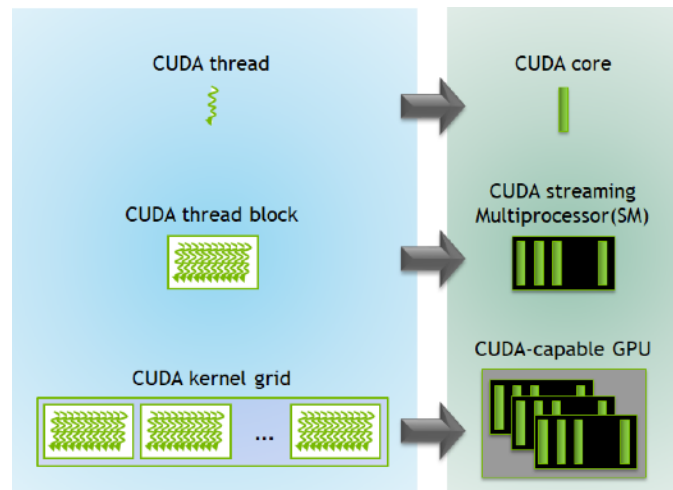 CUDA thread
CUDA core
CUDA thread block
CUDA streaming
Multiprocessor(SM)
CUDA kernel grid
...
CUDA-capable GPU